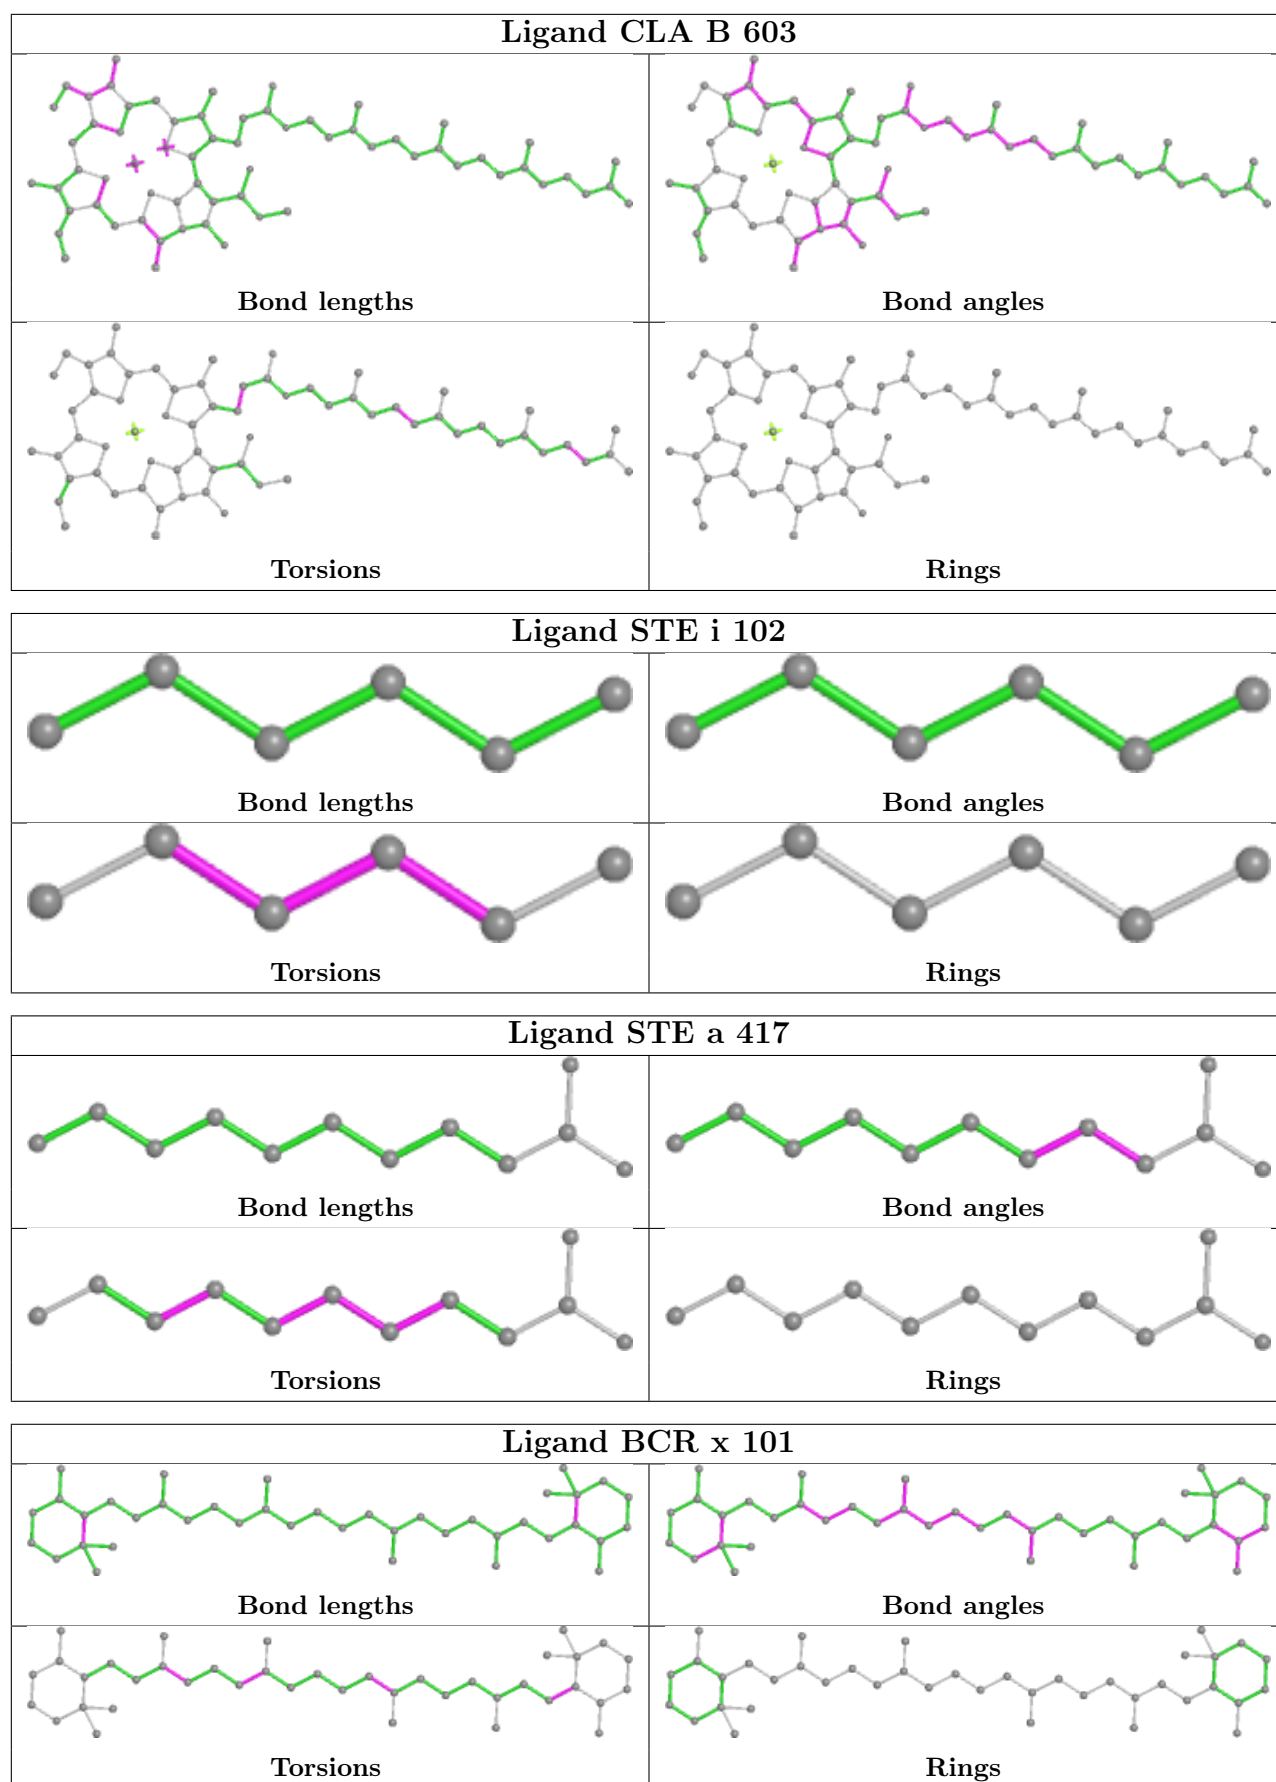 Ligand CLA B 603
Bond lengths
Bond angles
Torsions
Rings
Ligand STE i 102
Bond lengths
Bond angles
Torsions
Rings
Ligand STE a 417
Bond lengths
Bond angles
Torsions
Rings
Ligand BCR x 101
Bond lengths
Bond angles
Torsions
Rings